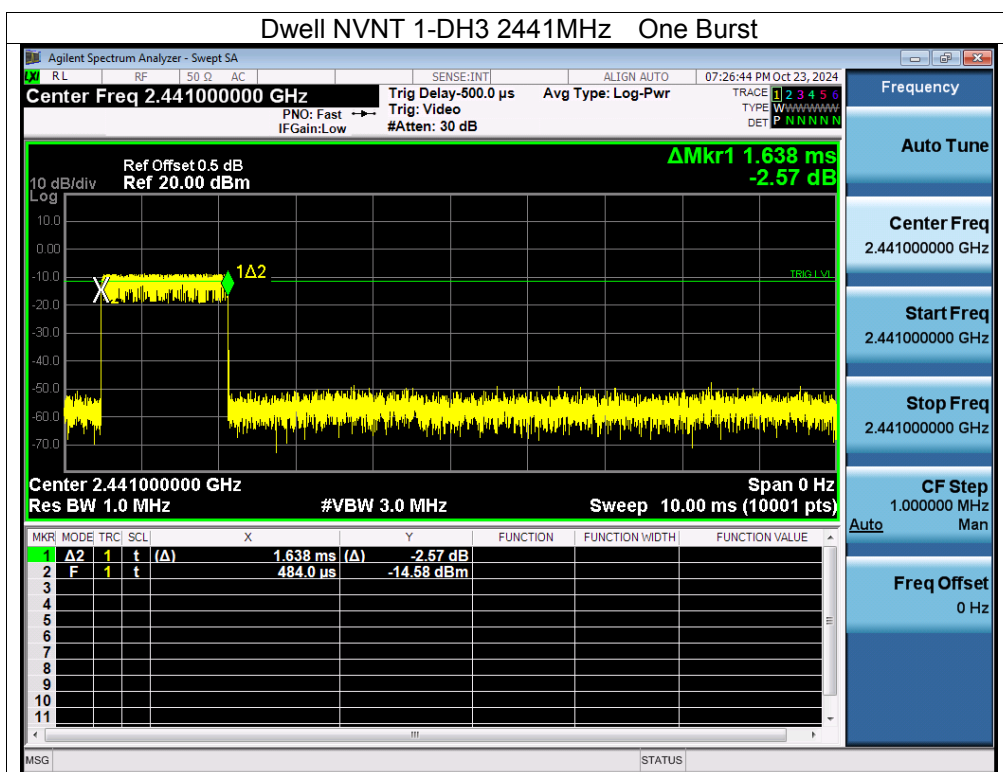 Dwell NVNT 1-DH3 2441MHz One Burst
Agilent Spectrum Analyzer - Swept SA
LXI RL RF 50 Ω AC SENSE:INT ALIGN AUTO 07:26:44 PM Oct 23, 2024
Center Freq 2.441000000 GHz Trig Delay-500.0 µs Avg Type: Log-Pwr TRACE 1 2 3 4 5 6
PNO: Fast Trig: Video TYPE WWWWWW
IFGain:Low #Atten: 30 dB DET P N N N N N
Ref Offset 0.5 dB ΔMkr1 1.638 ms
10 dB/div Ref 20.00 dBm -2.57 dB
Log
10.0
0.00
-10.0 1Δ2 TRIG LVL
2
-20.0
-30.0
-40.0
-50.0
-60.0
-70.0
Center 2.441000000 GHz Span 0 Hz
Res BW 1.0 MHz #VBW 3.0 MHz Sweep 10.00 ms (10001 pts)
MKR MODE TRC SCL X Y FUNCTION FUNCTION WIDTH FUNCTION VALUE
1 Δ2 1 t (Δ) 1.638 ms (Δ) -2.57 dB
2 F 1 t 484.0 µs -14.58 dBm
3
4
5
6
7
8
9
10
11
MSG STATUS
Frequency
Auto Tune
Center Freq
2.441000000 GHz
Start Freq
2.441000000 GHz
Stop Freq
2.441000000 GHz
CF Step
1.000000 MHz
Auto Man
Freq Offset
0 Hz